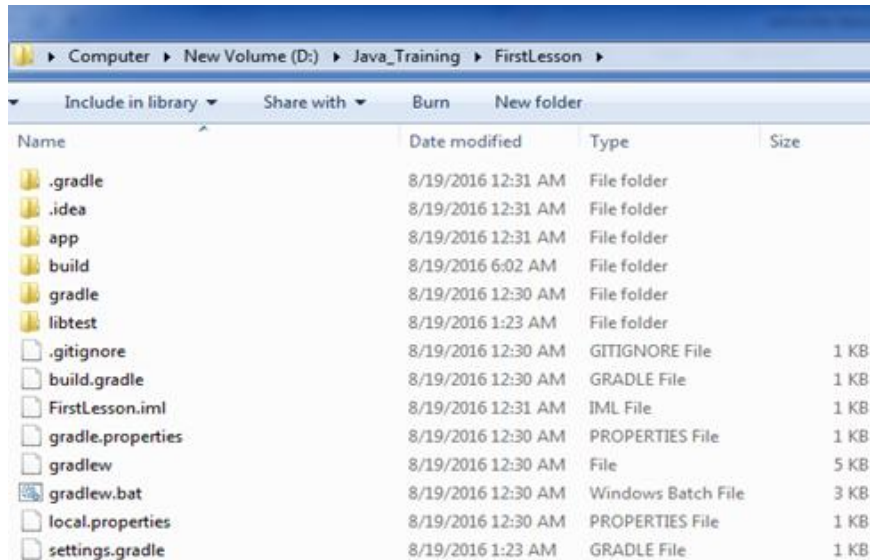 Computer New Volume (D:) Java_Training FirstLesson
Include in library Share with Burn New folder
Name Date modified Type Size
.gradle 8/19/2016 12:31 AM File folder
.idea 8/19/2016 12:31 AM File folder
app 8/19/2016 12:31 AM File folder
build 8/19/2016 6:02 AM File folder
gradle 8/19/2016 12:30 AM File folder
libtest 8/19/2016 1:23 AM File folder
.gitignore 8/19/2016 12:30 AM GITIGNORE File 1 KB
build.gradle 8/19/2016 12:30 AM GRADLE File 1 KB
FirstLesson.iml 8/19/2016 12:31 AM IML File 1 KB
gradle.properties 8/19/2016 12:30 AM PROPERTIES File 1 KB
gradlew 8/19/2016 12:30 AM File 5 KB
gradlew.bat 8/19/2016 12:30 AM Windows Batch File 3 KB
local.properties 8/19/2016 12:30 AM PROPERTIES File 1 KB
settings.gradle 8/19/2016 1:23 AM GRADLE File 1 KB